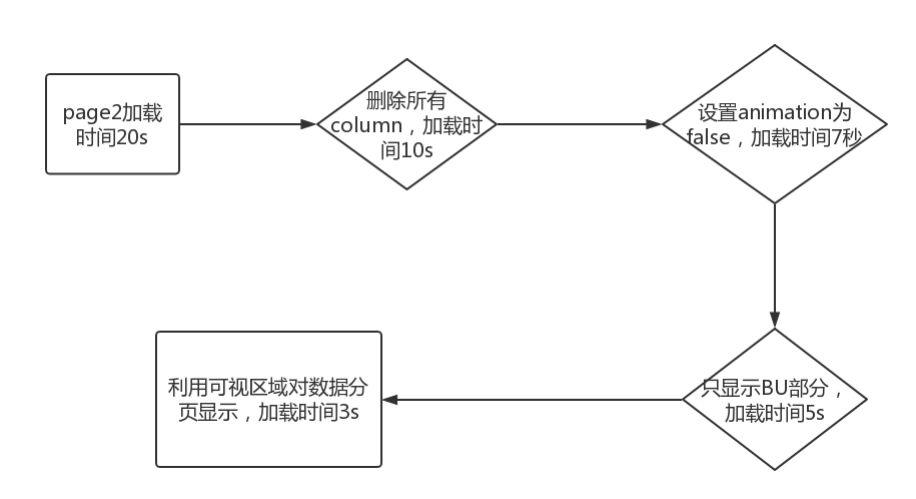 page2加载
时间20s
删除所有
column，加载时
间10s
设置animation为
false，加载时间7秒
只显示BU部分，
加载时间5s
利用可视区域对数据分
页显示，加载时间3s